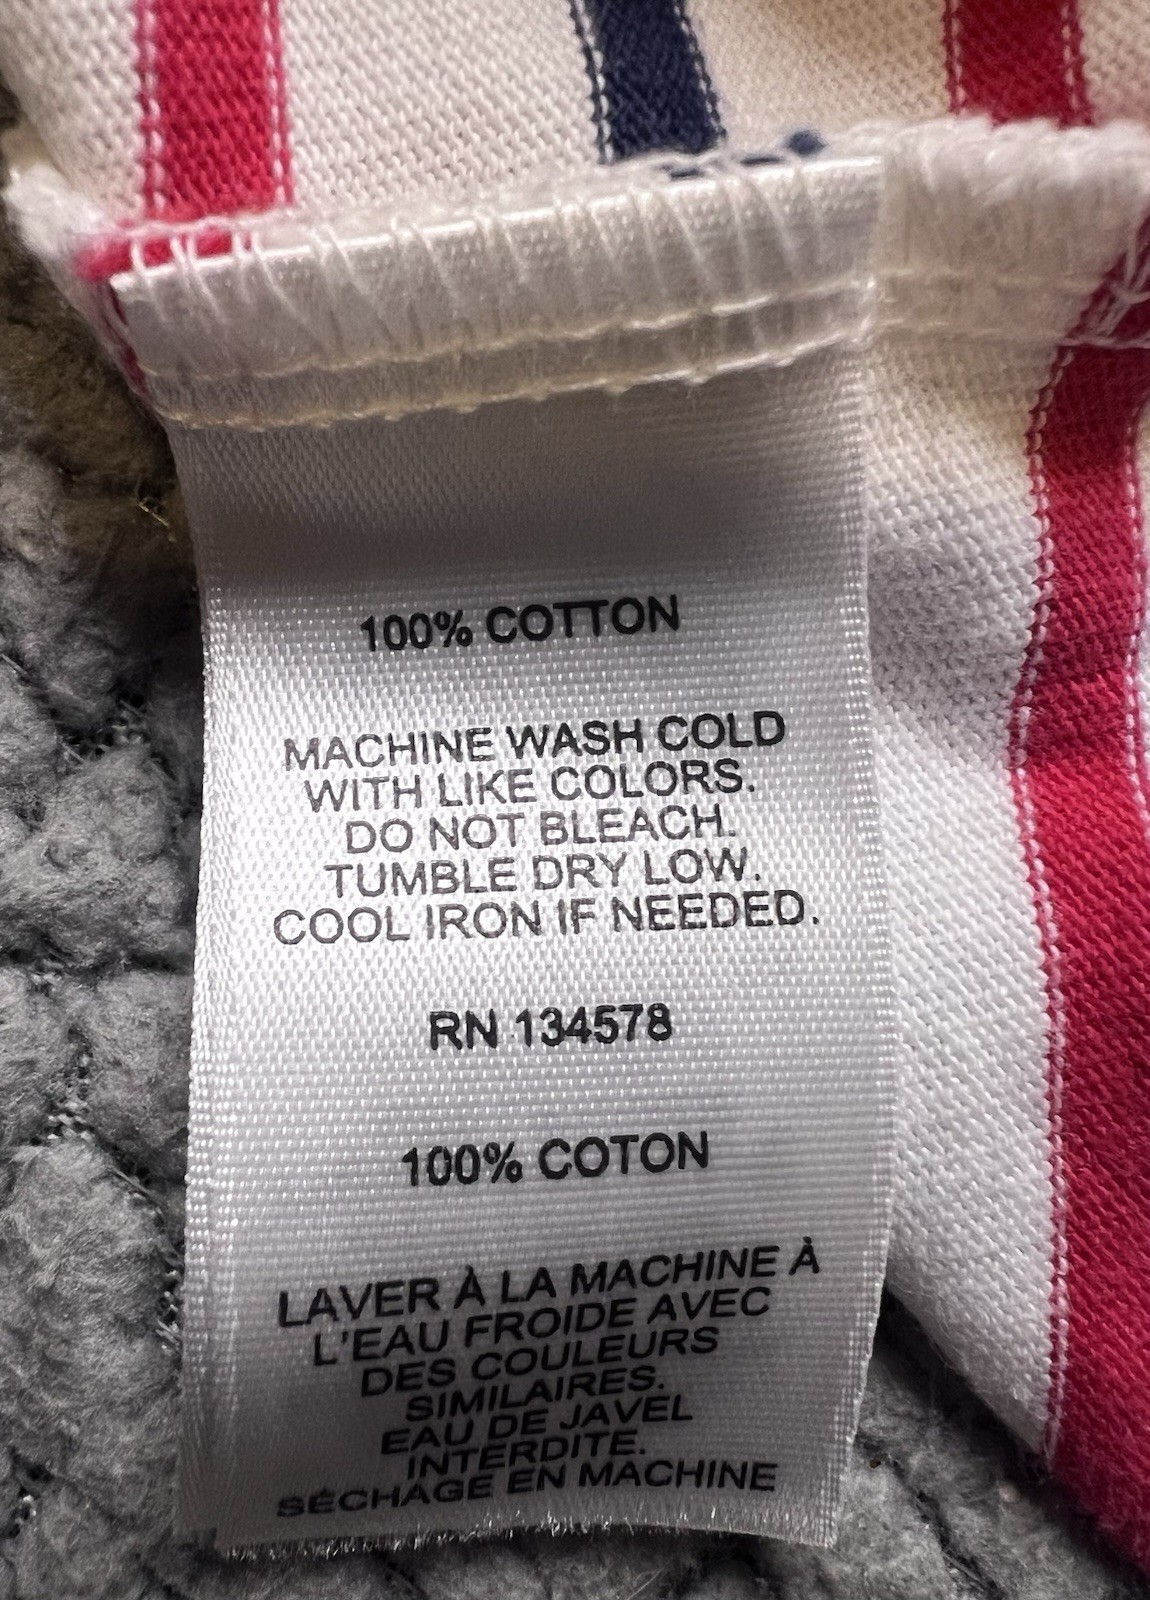 100% COTTON
MACHINE WASH COLD
WITH LIKE COLORS.
DO NOT BLEACH.
TUMBLE DRY LOW.
COOL IRON IF NEEDED.
RN 134578
100% COTON
LAVER À LA MACHINE À
L'EAU FROIDE AVEC
DES COULEURS
SIMILAIRES.
EAU DE JAVEL
INTERDITE.
SÉCHAGE EN MACHINE